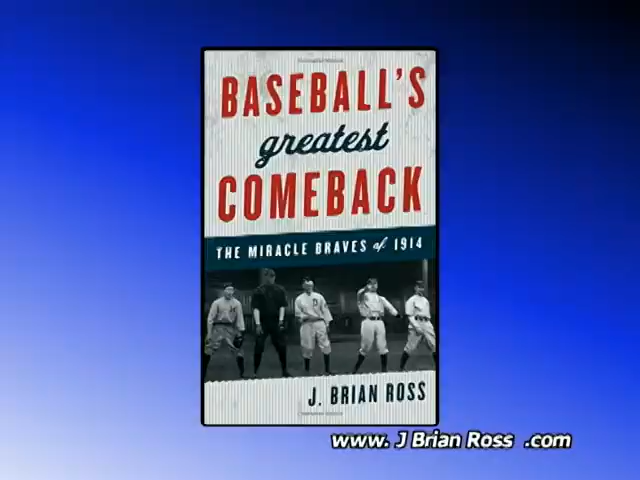 BASEBALL'S
greatest
COMEBACK
THE MIRACLE BRAVES of 1914
J. BRIAN ROSS
www. J Brian Ross .com